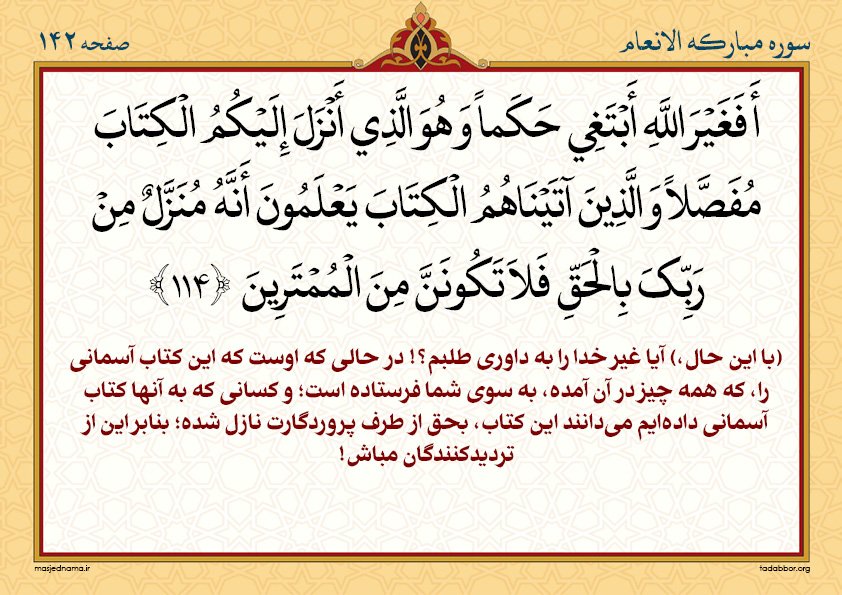 سوره مبارکه الانعام
صفحه ۱۴۲
أَفَغَيْرَ اللَّهِ أَبْتَغِي حَكَماً وَهُوَ الَّذِي أَنْزَلَ إِلَيْكُمُ الْكِتَابَ
مُفَصَّلاً وَالَّذِينَ آتَيْنَاهُمُ الْكِتَابَ يَعْلَمُونَ أَنَّهُ مُنَزَّلٌ مِنْ
رَبِّكَ بِالْحَقِّ فَلاَ تَكُونَنَّ مِنَ الْمُمْتَرِينَ ﴿۱۱۴﴾
(با این حال،) آیا غیر خدا را به داوری طلبم؟! در حالی که اوست که این کتاب آسمانی
را، که همه چیز در آن آمده، به سوی شما فرستاده است؛ و کسانی که به آنها کتاب
آسمانی داده‌ایم می‌دانند این کتاب، بحق از طرف پروردگارت نازل شده؛ بنابر این از
تردیدکنندگان مباش!
masjednama.ir
tadabbor.org